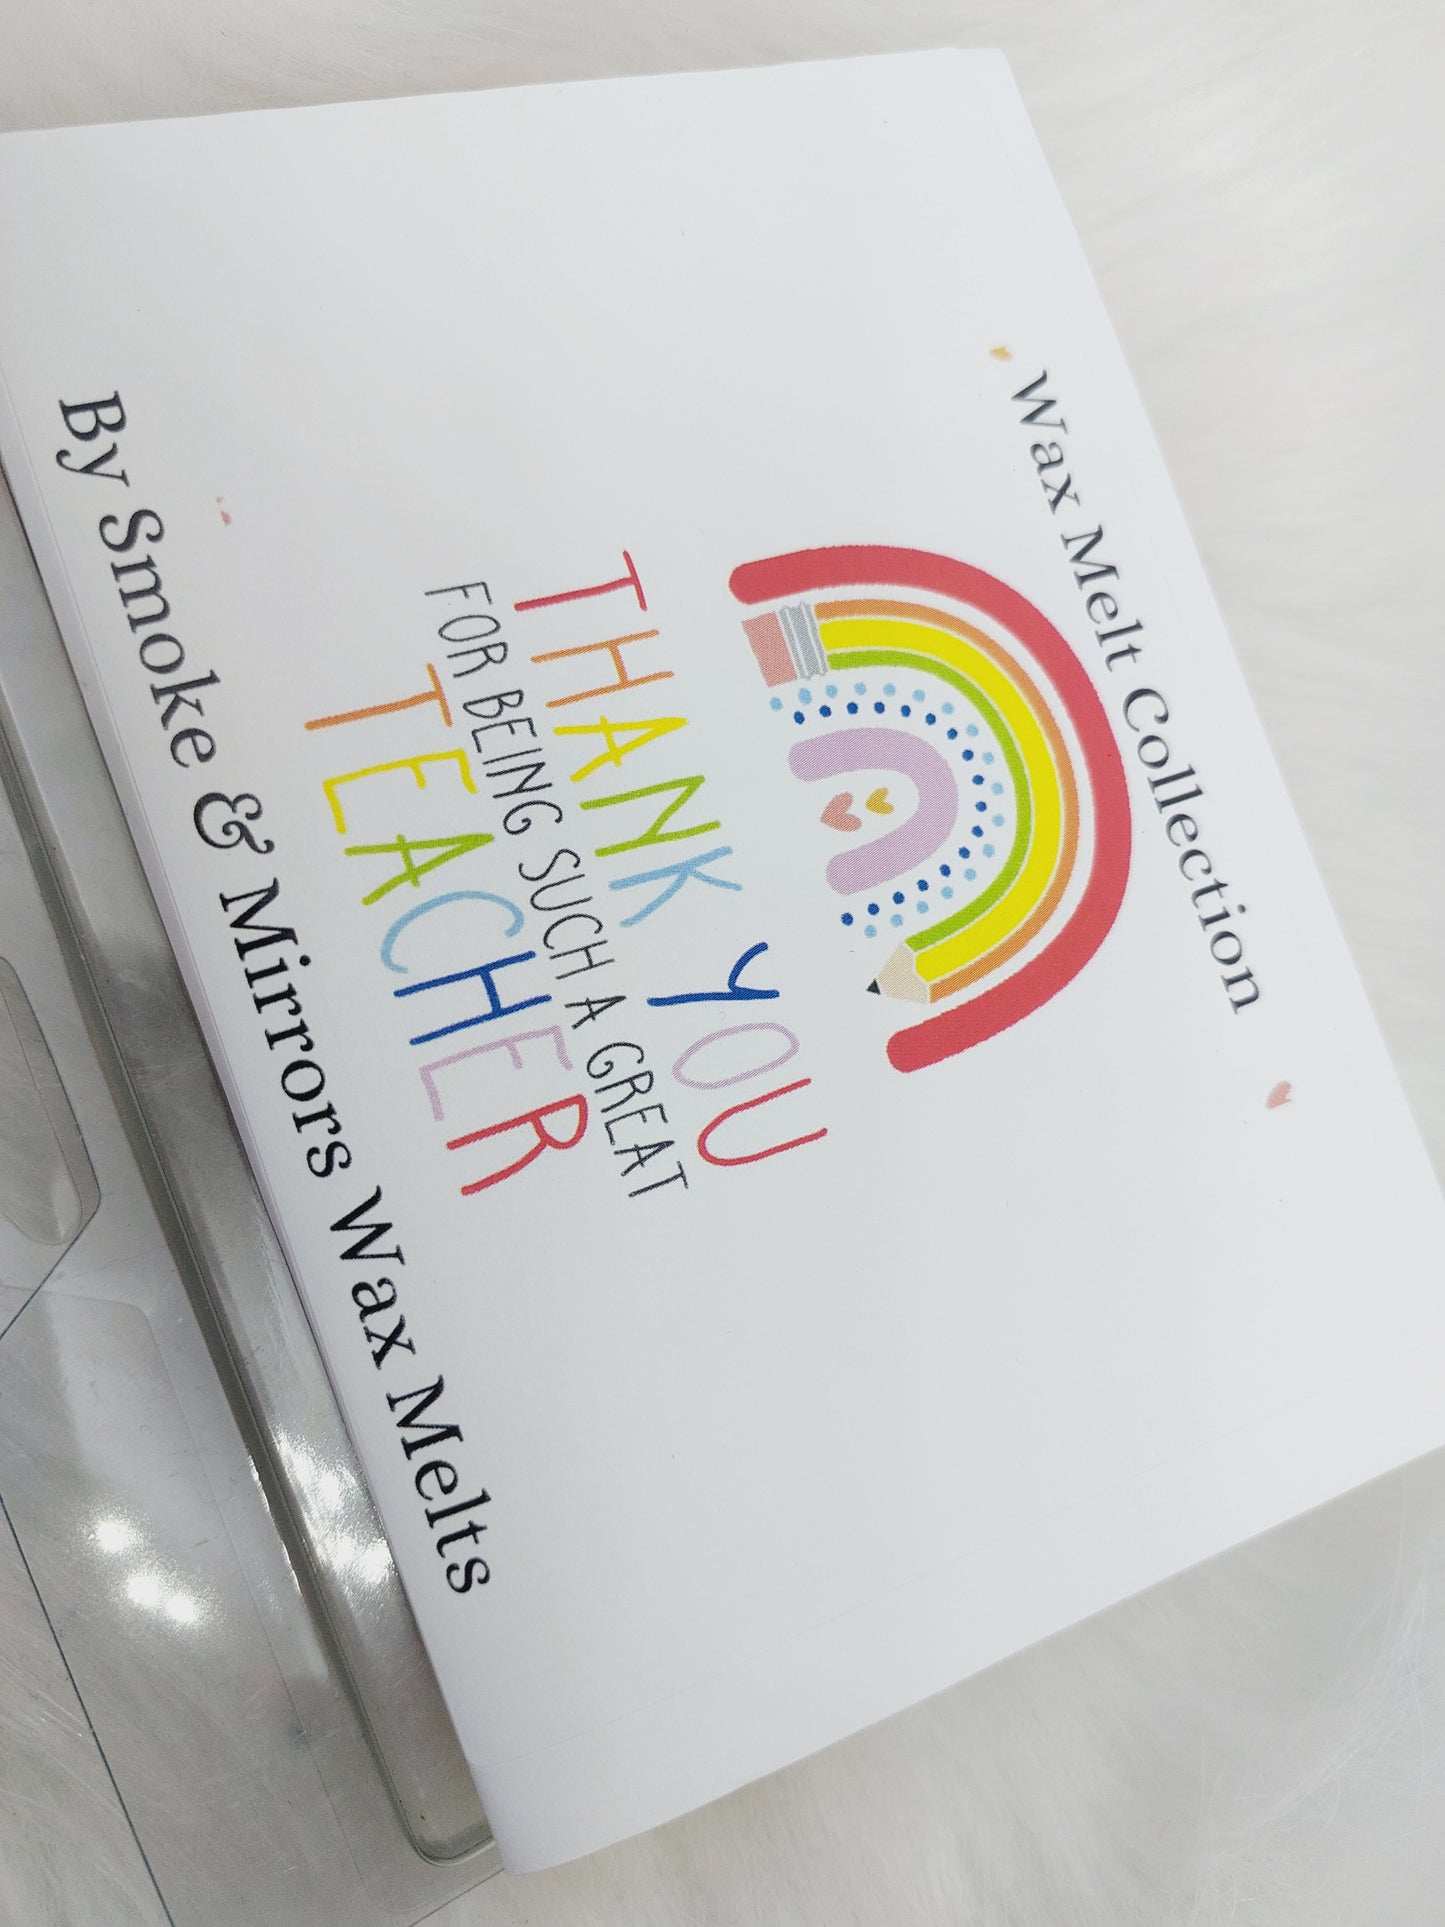 Wax Melt Collection
THANK YOU
FOR BEING SUCH A GREAT
TEACHER
By Smoke & Mirrors Wax Melts